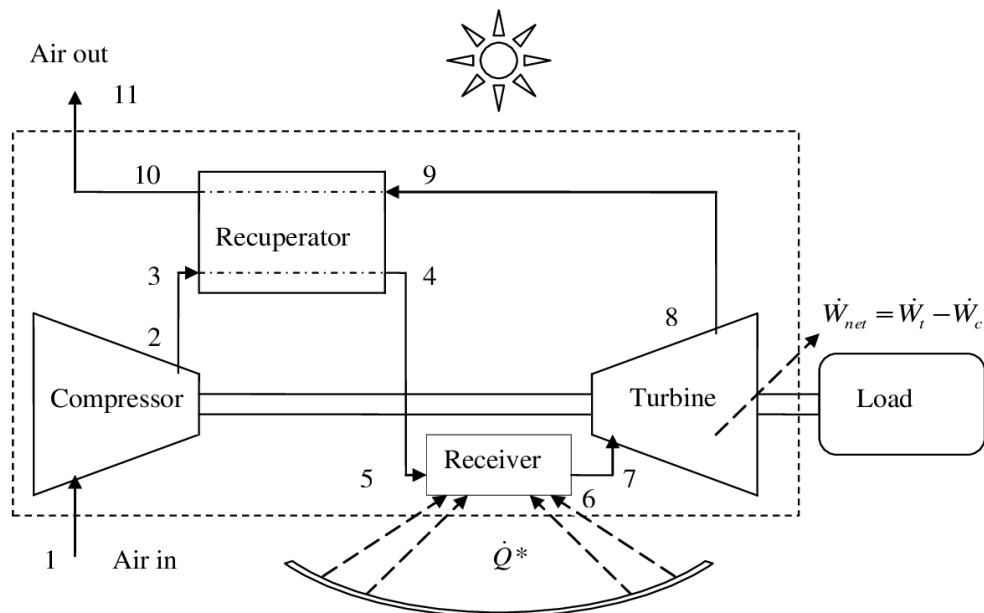 Air out
11
10
9
Recuperator
3
4
2
8
Ẇnet = Ẇt − Ẇc
Compressor
Turbine
Load
Receiver
5
6
7
1
Air in
Q̇*